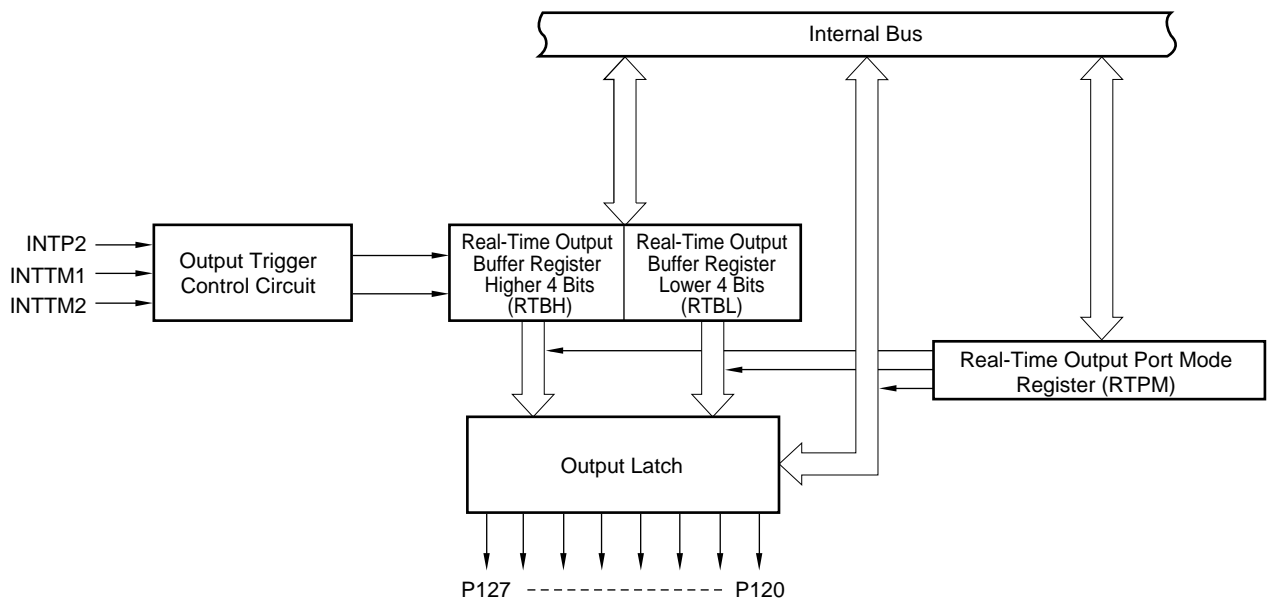 Internal Bus
INTP2
INTTM1
INTTM2
Output Trigger
Control Circuit
Real-Time Output
Buffer Register
Higher 4 Bits
(RTBH)
Real-Time Output
Buffer Register
Lower 4 Bits
(RTBL)
Real-Time Output Port Mode
Register (RTPM)
Output Latch
P127
P120